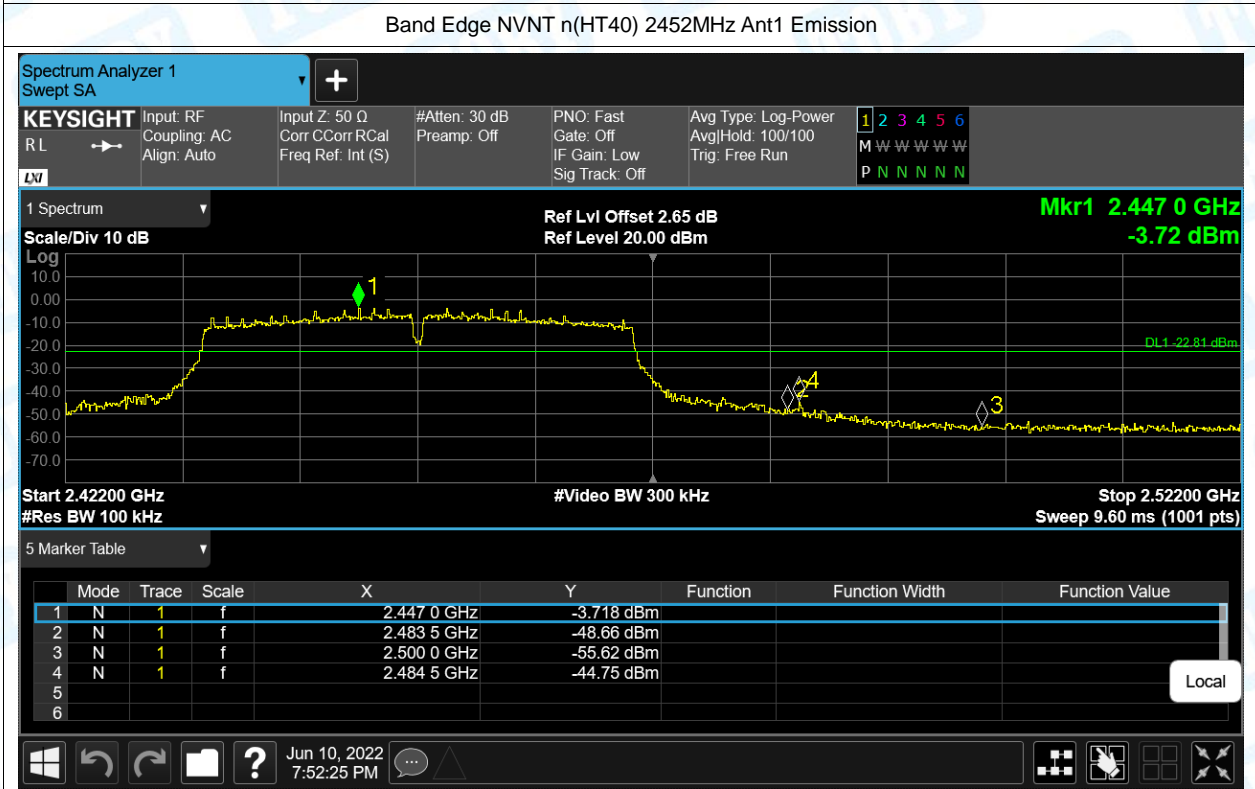 Band Edge NVNT n(HT40) 2452MHz Ant1 Emission
Spectrum Analyzer 1
Swept SA
KEYSIGHT
RL
LXI
Input: RF
Coupling: AC
Align: Auto
Input Z: 50 Ω
Corr CCorr RCal
Freq Ref: Int (S)
#Atten: 30 dB
Preamp: Off
PNO: Fast
Gate: Off
IF Gain: Low
Sig Track: Off
Avg Type: Log-Power
Avg|Hold: 100/100
Trig: Free Run
1 2 3 4 5 6
M W W W W W
P N N N N N
1 Spectrum
Scale/Div 10 dB
Ref Lvl Offset 2.65 dB
Ref Level 20.00 dBm
Mkr1 2.447 0 GHz
-3.72 dBm
Log
10.0
0.00
-10.0
-20.0
-30.0
-40.0
-50.0
-60.0
-70.0
1
DL1 -22.81 dBm
4
2
3
Start 2.42200 GHz
#Res BW 100 kHz
#Video BW 300 kHz
Stop 2.52200 GHz
Sweep 9.60 ms (1001 pts)
5 Marker Table
Mode Trace Scale X Y Function Function Width Function Value
1 N 1 f 2.447 0 GHz -3.718 dBm
2 N 1 f 2.483 5 GHz -48.66 dBm
3 N 1 f 2.500 0 GHz -55.62 dBm
4 N 1 f 2.484 5 GHz -44.75 dBm
5
6
Local
?
Jun 10, 2022
7:52:25 PM